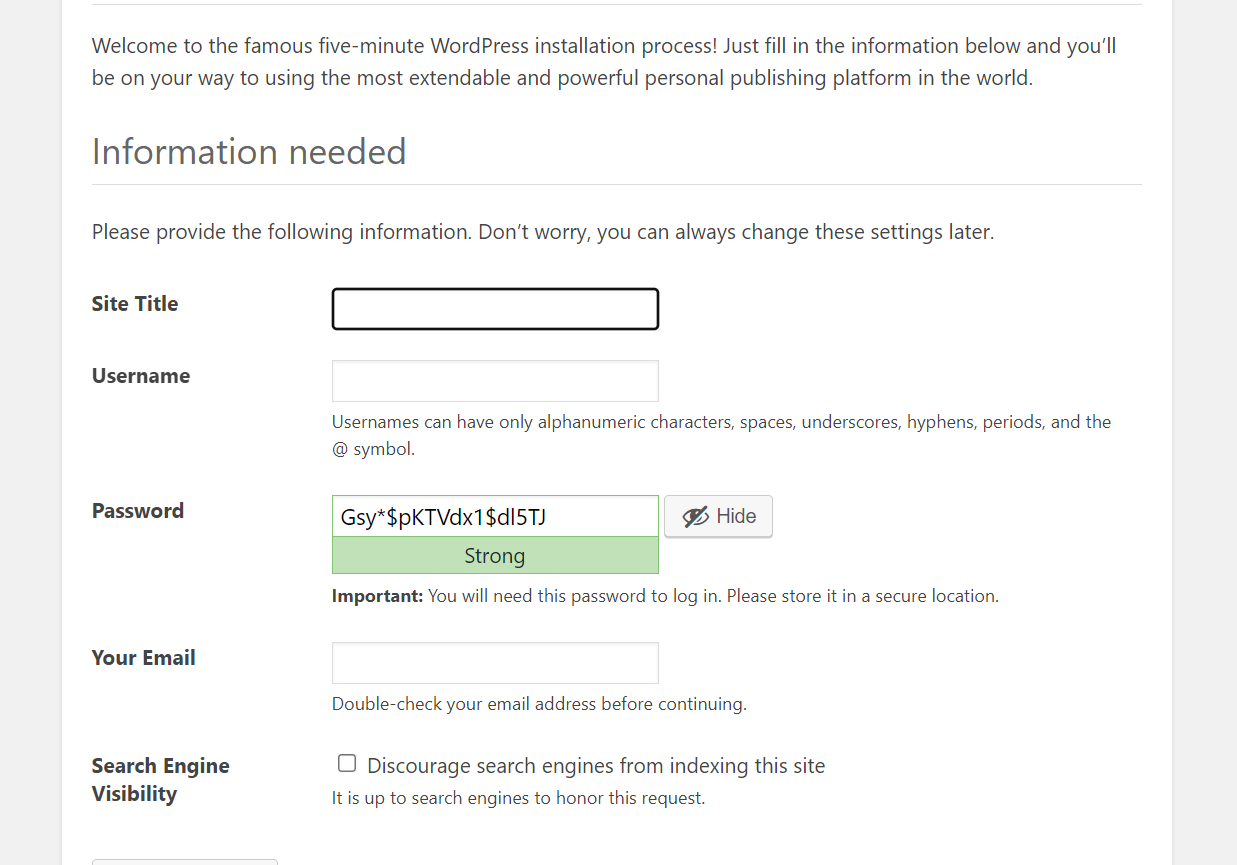 Welcome to the famous five-minute WordPress installation process! Just fill in the information below and you’ll
be on your way to using the most extendable and powerful personal publishing platform in the world.
Information needed
Please provide the following information. Don’t worry, you can always change these settings later.
Site Title
Username
Usernames can have only alphanumeric characters, spaces, underscores, hyphens, periods, and the
@ symbol.
Password
Gsy*$pKTVdx1$dl5TJ
Hide
Strong
Important: You will need this password to log in. Please store it in a secure location.
Your Email
Double-check your email address before continuing.
Search Engine
Visibility
Discourage search engines from indexing this site
It is up to search engines to honor this request.